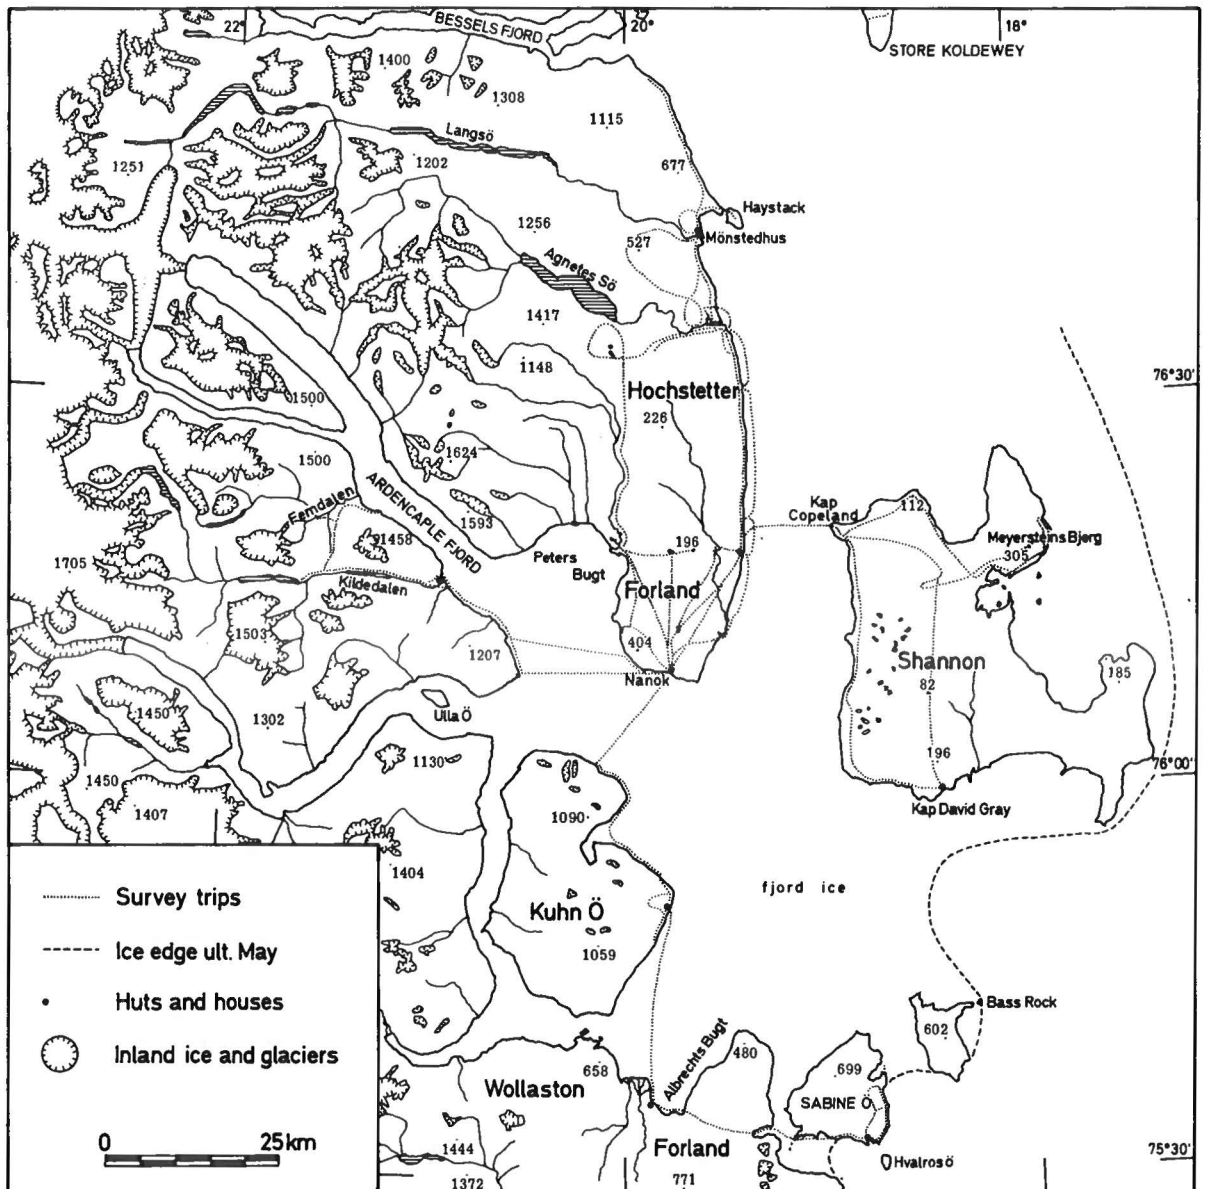 BESSELS FJORD
22°
20°
18°
STORE KOLDEWEY
1400
1308
1115
Langsö
1202
1251
677
Haystack
1256
527
Mönstedhus
Agnetes Sö
1417
1148
Hochstetter
76°30'
1500
226
1624
1500
ARDENCAPLE FJORD
Femdalen
1593
Kap
Copeland
112
1458
Peters
Bugt
196
Meyersteins Bjerg
305
1705
Kildedalen
Forland
1503
404
1207
Nanok
Shannon
185
82
1450
1302
Ulla Ö
1130
196
76°00'
1450
1407
1090
Kap David Gray
1404
fjord ice
Kuhn Ö
1059
Survey trips
Ice edge ult. May
Huts and houses
Inland ice and glaciers
0
25km
Bass Rock
602
Albrechts Bugt
480
658
699
Wollaston
SABINE Ö
1444
Forland
75°30'
Hvalrosö
1372
771